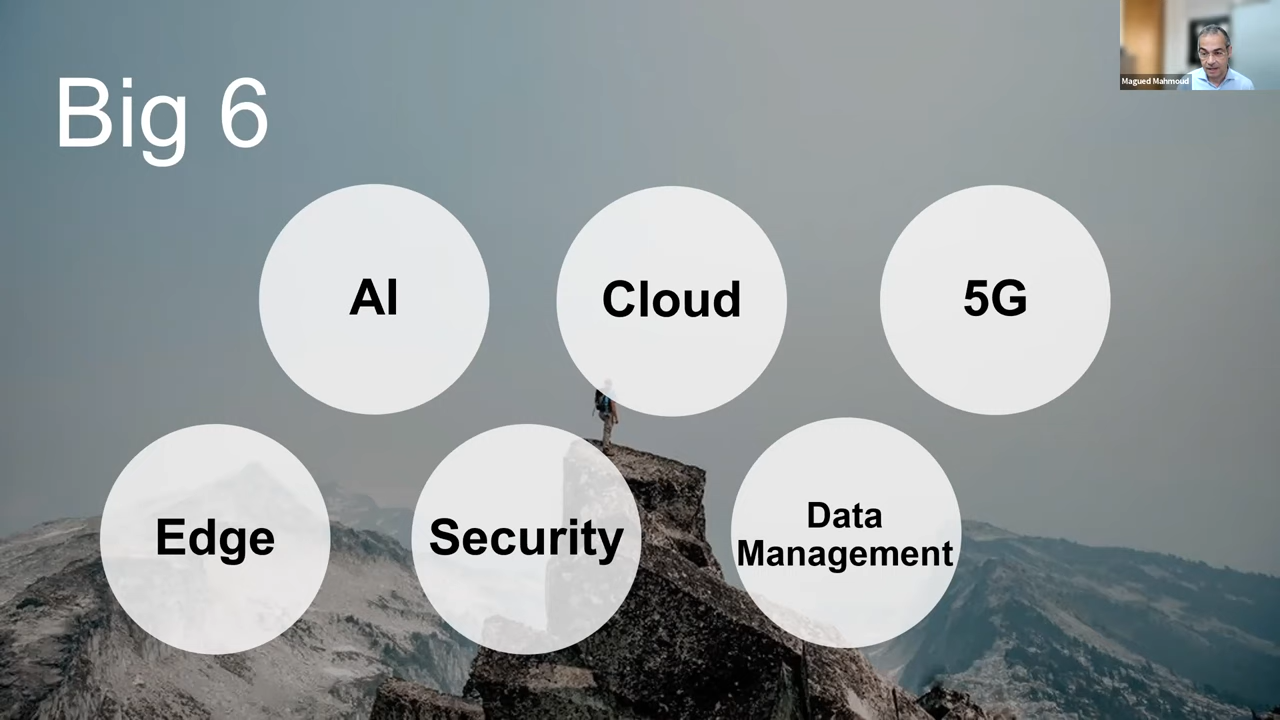 Big 6
Magued Mahmoud
AI
Cloud
5G
Edge
Security
Data
Management